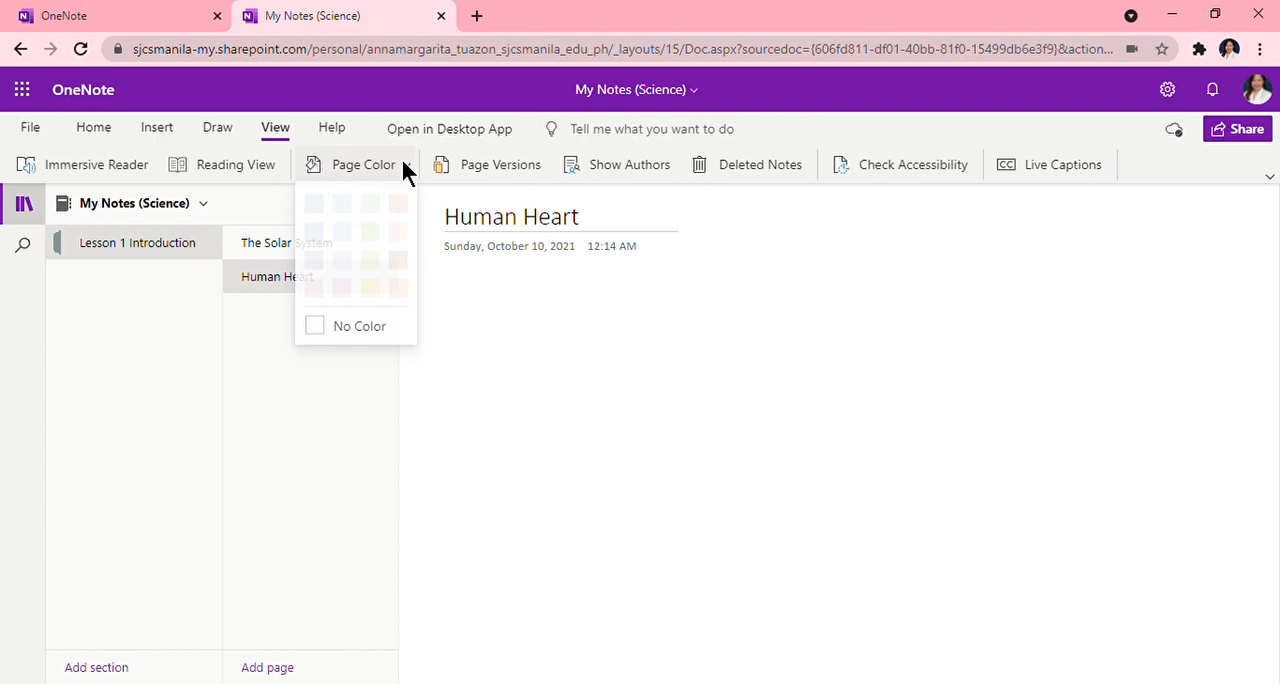 OneNote
My Notes (Science)
sjcsmanila-my.sharepoint.com/personal/annamargarita_tuazon_sjcsmanila_edu_ph/_layouts/15/Doc.aspx?sourcedoc={606fd811-df01-40bb-81f0-15499db6e3f9}&action...
OneNote
My Notes (Science)
File Home Insert Draw View Help Open in Desktop App Tell me what you want to do
Share
Immersive Reader Reading View Page Color Page Versions Show Authors Deleted Notes Check Accessibility Live Captions
My Notes (Science)
Lesson 1 Introduction
The Solar System
Human Heart
No Color
Human Heart
Sunday, October 10, 2021 12:14 AM
Add section
Add page